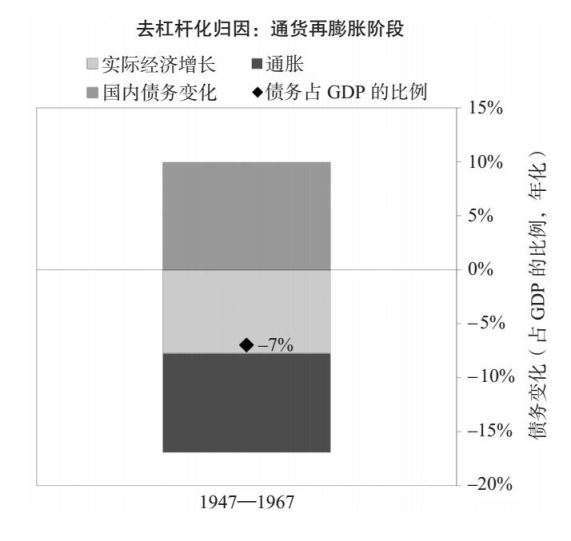 去杠杆化归因：通货再膨胀阶段
实际经济增长 通胀
国内债务变化 债务占 GDP 的比例
15%
10%
5%
0%
–5%
–7%
–10%
–15%
–20%
债务变化（占 GDP 的比例，年化）
1947—1967